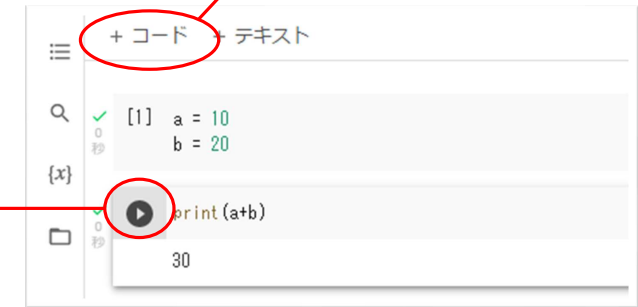 + コード + テキスト
[1] a = 10
0
秒
b = 20
{x}
print(a+b)
0
秒
30